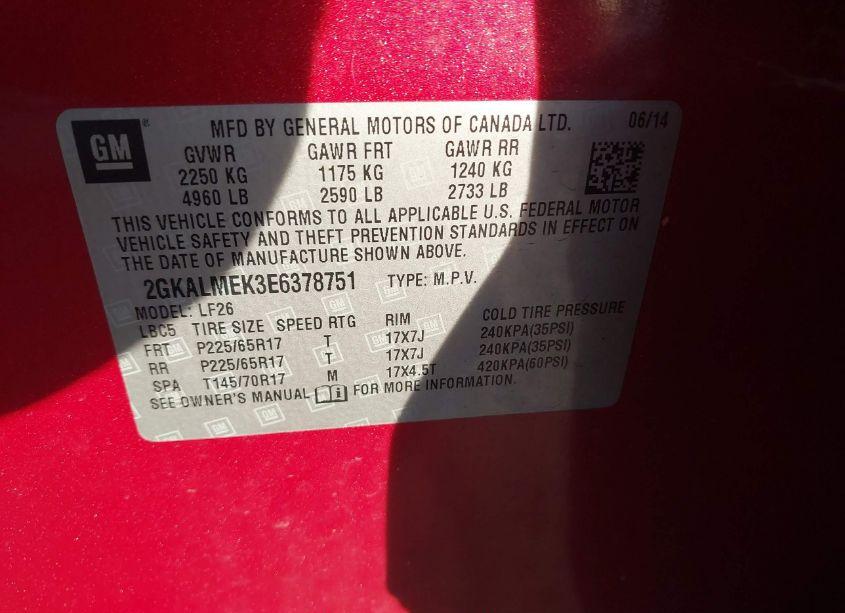 GM ® MFD BY GENERAL MOTORS OF CANADA LTD. 06/14
GVWR GAWR FRT GAWR RR
2250 KG 1175 KG 1240 KG
4960 LB 2590 LB 2733 LB
THIS VEHICLE CONFORMS TO ALL APPLICABLE U.S. FEDERAL MOTOR
VEHICLE SAFETY AND THEFT PREVENTION STANDARDS IN EFFECT ON
THE DATE OF MANUFACTURE SHOWN ABOVE.
2GKALMEK3E6378751 TYPE: M.P.V.
MODEL: LF26
LBC5 TIRE SIZE SPEED RTG RIM COLD TIRE PRESSURE
FRT P225/65R17 T 17X7J 240KPA(35PSI)
RR P225/65R17 T 17X7J 240KPA(35PSI)
SPA T145/70R17 M 17X4.5T 420KPA(60PSI)
SEE OWNER'S MANUAL i FOR MORE INFORMATION.